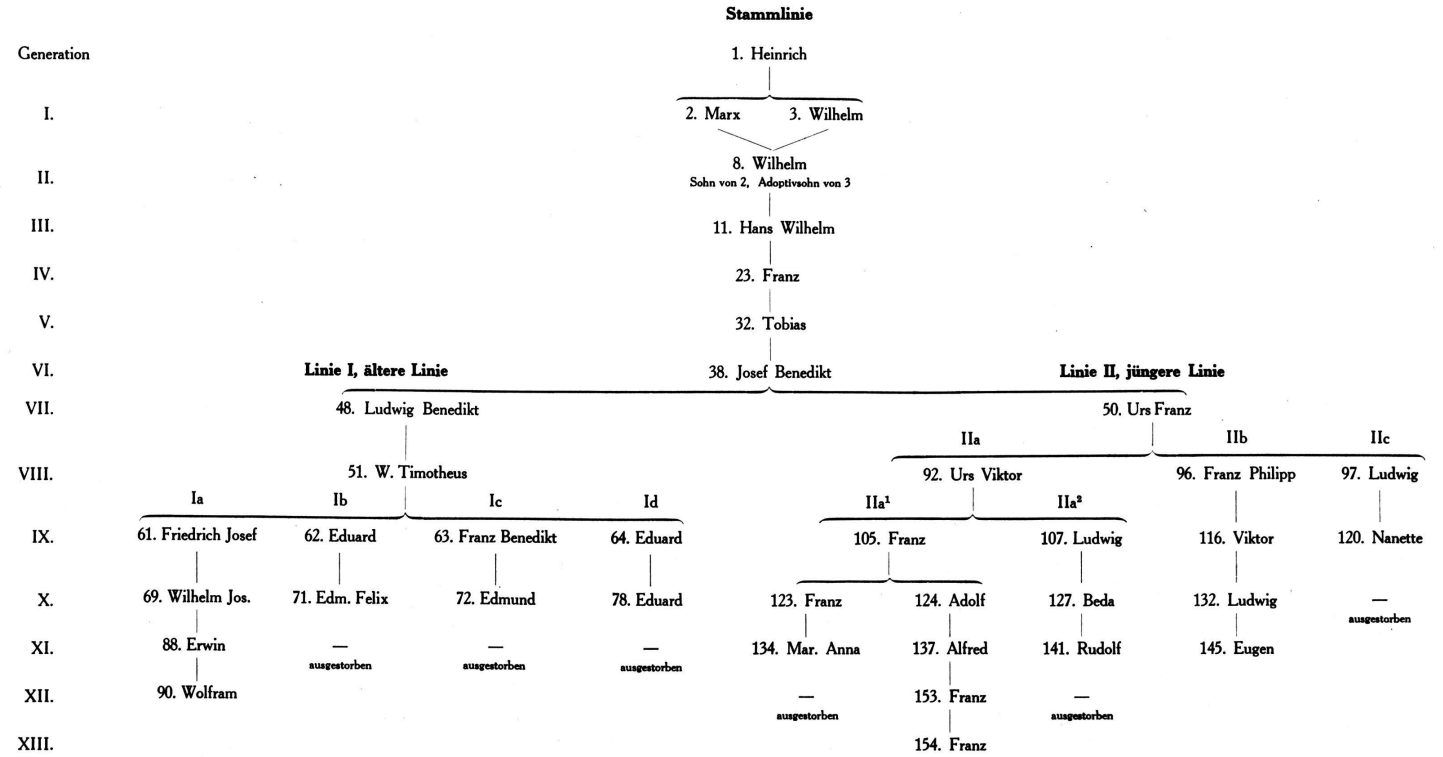 Stammlinie
Generation 1. Heinrich
I. 2. Marx 3. Wilhelm
8. Wilhelm
II. Sohn von 2, Adoptivsohn von 3
III. 11. Hans Wilhelm
IV. 23. Franz
V. 32. Tobias
VI. Linie I, ältere Linie 38. Josef Benedikt Linie II, jüngere Linie
VII. 48. Ludwig Benedikt 50. Urs Franz
IIa IIb IIc
VIII. 51. W. Timotheus 92. Urs Viktor 96. Franz Philipp 97. Ludwig
Ia Ib Ic Id IIa¹ IIa²
IX. 61. Friedrich Josef 62. Eduard 63. Franz Benedikt 64. Eduard 105. Franz 107. Ludwig 116. Viktor 120. Nanette
X. 69. Wilhelm Jos. 71. Edm. Felix 72. Edmund 78. Eduard 123. Franz 124. Adolf 127. Beda 132. Ludwig —
ausgestorben
XI. 88. Erwin — — — 134. Mar. Anna 137. Alfred 141. Rudolf 145. Eugen
ausgestorben ausgestorben ausgestorben
XII. 90. Wolfram — 153. Franz —
ausgestorben ausgestorben
XIII. 154. Franz